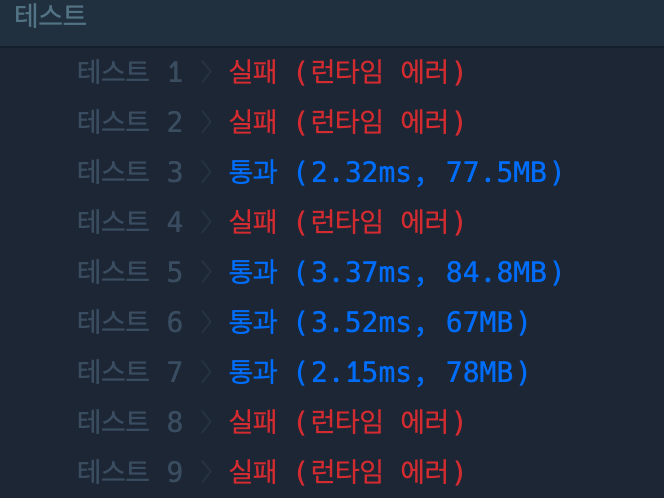 테스트
테스트 1 〉 실패 (런타임 에러)
테스트 2 〉 실패 (런타임 에러)
테스트 3 〉 통과 (2.32ms, 77.5MB)
테스트 4 〉 실패 (런타임 에러)
테스트 5 〉 통과 (3.37ms, 84.8MB)
테스트 6 〉 통과 (3.52ms, 67MB)
테스트 7 〉 통과 (2.15ms, 78MB)
테스트 8 〉 실패 (런타임 에러)
테스트 9 〉 실패 (런타임 에러)